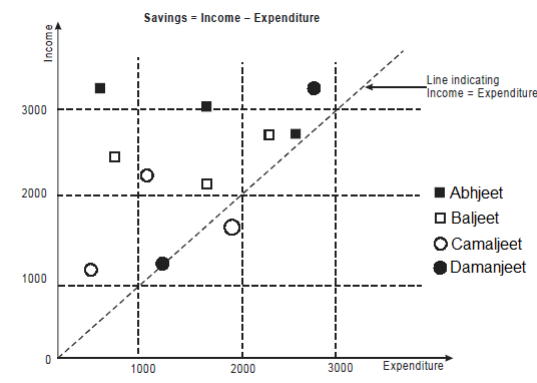 Savings = Income – Expenditure
Income
Line indicating
Income = Expenditure
3000
2000
1000
0
1000
2000
3000
Expenditure
Abhjeet
Baljeet
Camaljeet
Damanjeet